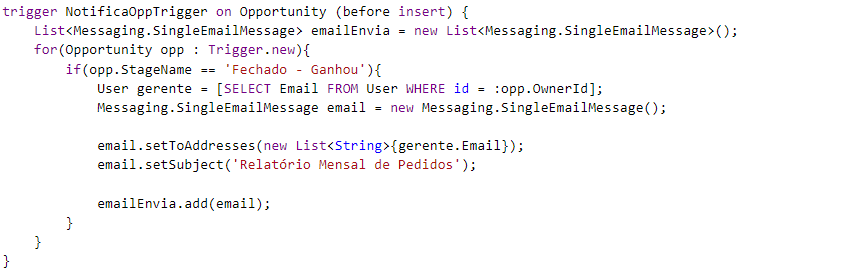 trigger NotificaOppTrigger on Opportunity (before insert) {
    List<Messaging.SingleEmailMessage> emailEnvia = new List<Messaging.SingleEmailMessage>();
    for(Opportunity opp : Trigger.new){
        if(opp.StageName == 'Fechado - Ganhou'){
            User gerente = [SELECT Email FROM User WHERE id = :opp.OwnerId];
            Messaging.SingleEmailMessage email = new Messaging.SingleEmailMessage();

            email.setToAddresses(new List<String>{gerente.Email});
            email.setSubject('Relatório Mensal de Pedidos');

            emailEnvia.add(email);
        }
    }
}